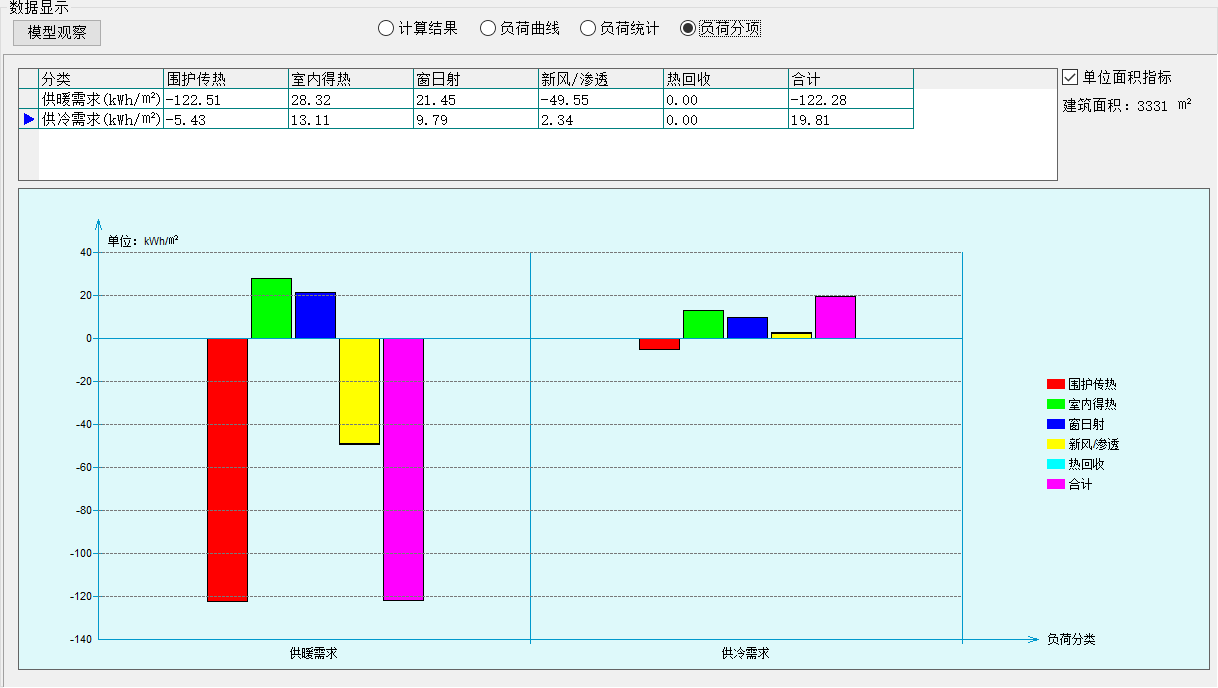 数据显示
模型观察
计算结果 负荷曲线 负荷统计 负荷分项
分类 围护传热 室内得热 窗日射 新风/渗透 热回收 合计
供暖需求(kWh/㎡) -122.51 28.32 21.45 -49.55 0.00 -122.28
供冷需求(kWh/㎡) -5.43 13.11 9.79 2.34 0.00 19.81
单位面积指标
建筑面积: 3331 ㎡
单位: kWh/㎡
40
20
0
-20
-40
-60
-80
-100
-120
-140
供暖需求 供冷需求
负荷分类
围护传热
室内得热
窗日射
新风/渗透
热回收
合计